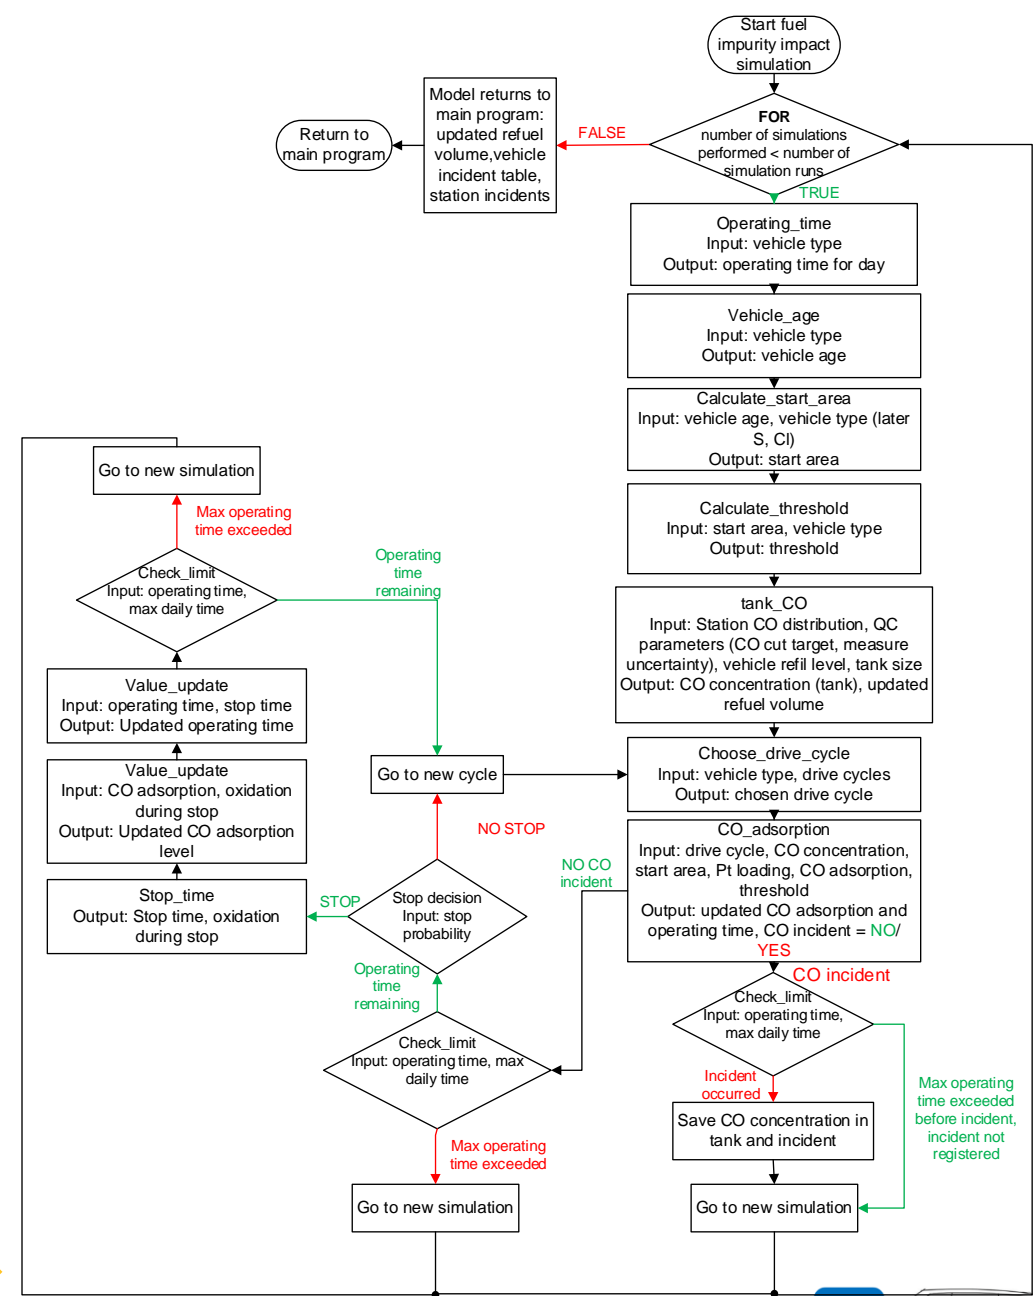 Start fuel
impurity impact
simulation
FOR
number of simulations
performed < number of
simulation runs
FALSE
TRUE
Model returns to
main program:
updated refuel
volume,vehicle
incident table,
station incidents
Return to
main program
Operating_time
Input: vehicle type
Output: operating time for day
Vehicle_age
Input: vehicle type
Output: vehicle age
Calculate_start_area
Input: vehicle age, vehicle type (later
S, Cl)
Output: start area
Calculate_threshold
Input: start area, vehicle type
Output: threshold
tank_CO
Input: Station CO distribution, QC
parameters (CO cut target, measure
uncertainty), vehicle refil level, tank size
Output: CO concentration (tank), updated
refuel volume
Choose_drive_cycle
Input: vehicle type, drive cycles
Output: chosen drive cycle
CO_adsorption
Input: drive cycle, CO concentration,
start area, Pt loading, CO adsorption,
threshold
Output: updated CO adsorption and
operating time, CO incident = NO/
YES
CO incident
Check_limit
Input: operating time,
max daily time
Incident
occurred
Max operating
time exceeded
before incident,
incident not
registered
Save CO concentration in
tank and incident
Go to new simulation
NO CO
incident
Check_limit
Input: operating time, max
daily time
Max operating
time exceeded
Go to new simulation
Operating
time
remaining
Stop decision
Input: stop
probability
NO STOP
Go to new cycle
STOP
Stop_time
Output: Stop time, oxidation
during stop
Value_update
Input: CO adsorption, oxidation
during stop
Output: Updated CO adsorption
level
Value_update
Input: operating time, stop time
Output: Updated operating time
Check_limit
Input: operating time,
max daily time
Operating
time
remaining
Max operating
time exceeded
Go to new simulation